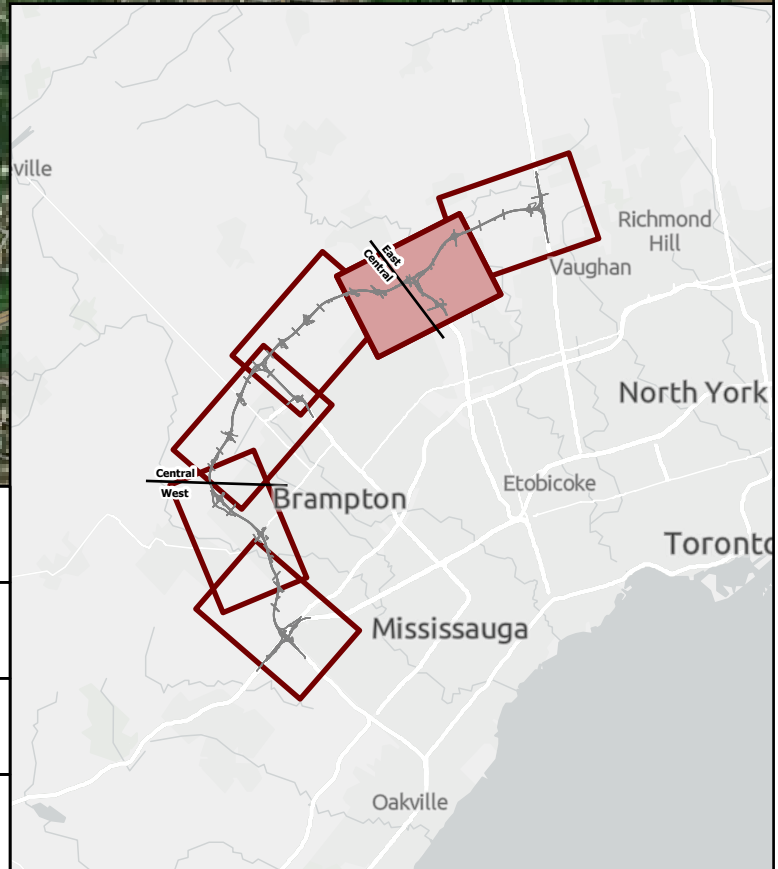 ville
Richmond
Hill
East
Central
Vaughan
North York
Central
West
Etobicoke
Brampton
Toronto
Mississauga
Oakville